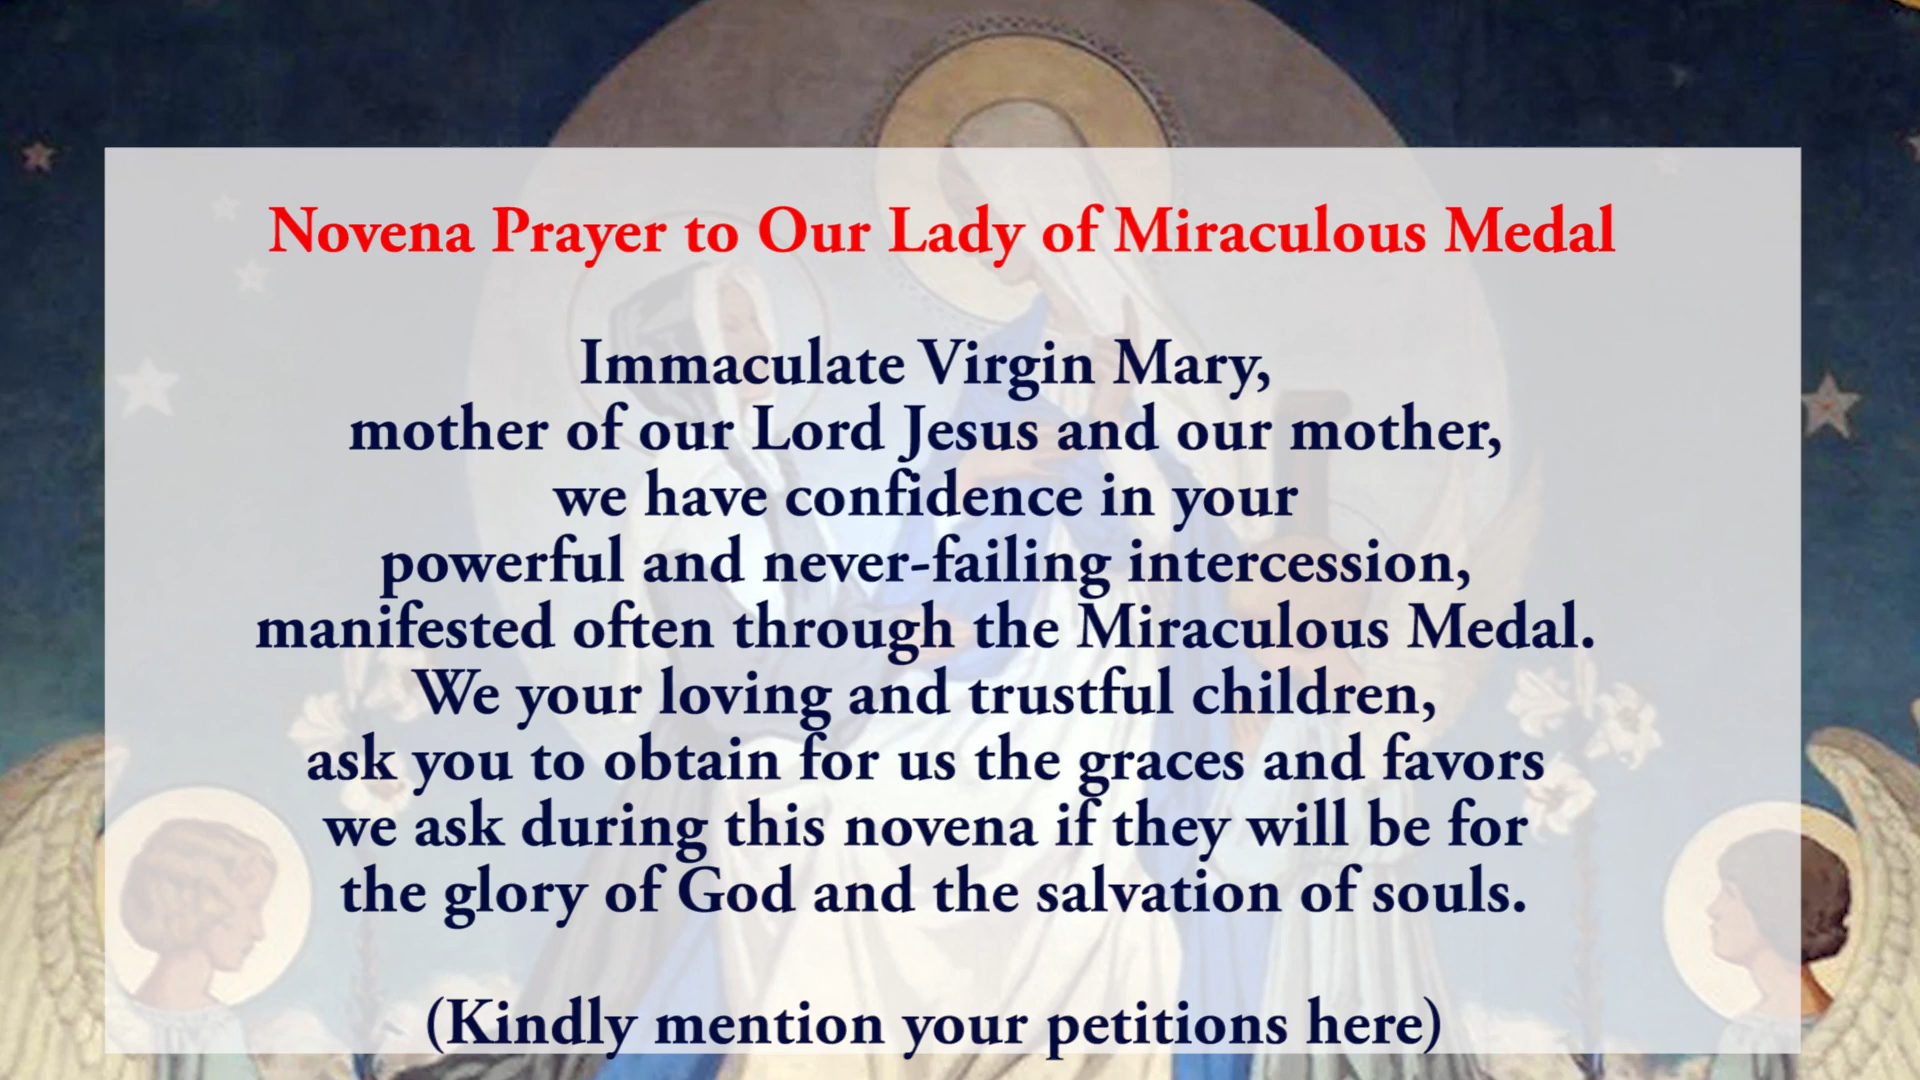 Novena Prayer to Our Lady of Miraculous Medal
Immaculate Virgin Mary,
mother of our Lord Jesus and our mother,
we have confidence in your
powerful and never-failing intercession,
manifested often through the Miraculous Medal.
We your loving and trustful children,
ask you to obtain for us the graces and favors
we ask during this novena if they will be for
the glory of God and the salvation of souls.
(Kindly mention your petitions here)